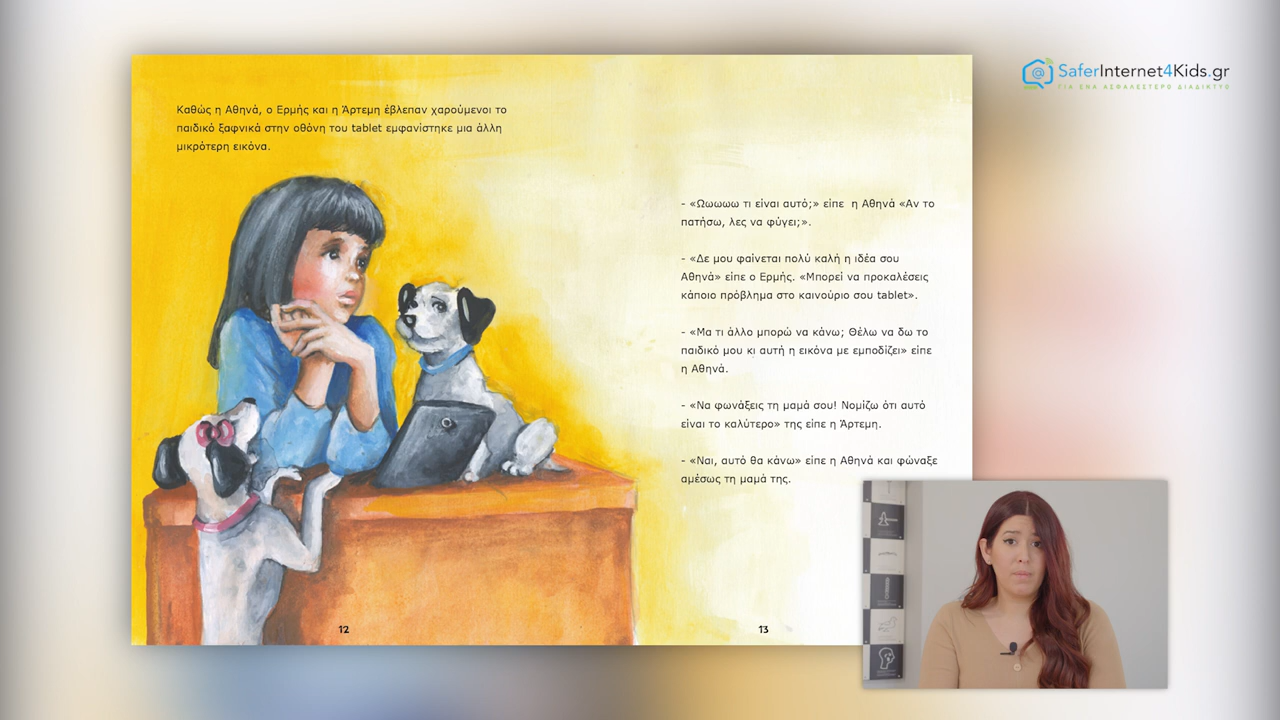 Καθώς η Αθηνά, ο Ερμής και η Άρτεμη έβλεπαν χαρούμενοι το
παιδικό ξαφνικά στην οθόνη του tablet εμφανίστηκε μια άλλη
μικρότερη εικόνα.
- «Ωωωωω τι είναι αυτό;» είπε η Αθηνά «Αν το
πατήσω, λες να φύγει;».
- «Δε μου φαίνεται πολύ καλή η ιδέα σου
Αθηνά» είπε ο Ερμής. «Μπορεί να προκαλέσεις
κάποιο πρόβλημα στο καινούριο σου tablet».
- «Μα τι άλλο μπορώ να κάνω; Θέλω να δω το
παιδικό μου κι αυτή η εικόνα με εμποδίζει» είπε
η Αθηνά.
- «Να φωνάξεις τη μαμά σου! Νομίζω ότι αυτό
είναι το καλύτερο» της είπε η Άρτεμη.
- «Ναι, αυτό θα κάνω» είπε η Αθηνά και φώναξε
αμέσως τη μαμά της.
12
13
SaferInternet4Kids.gr
ΓΙΑ ΕΝΑ ΑΣΦΑΛΕΣΤΕΡΟ ΔΙΑΔΙΚΤΥΟ